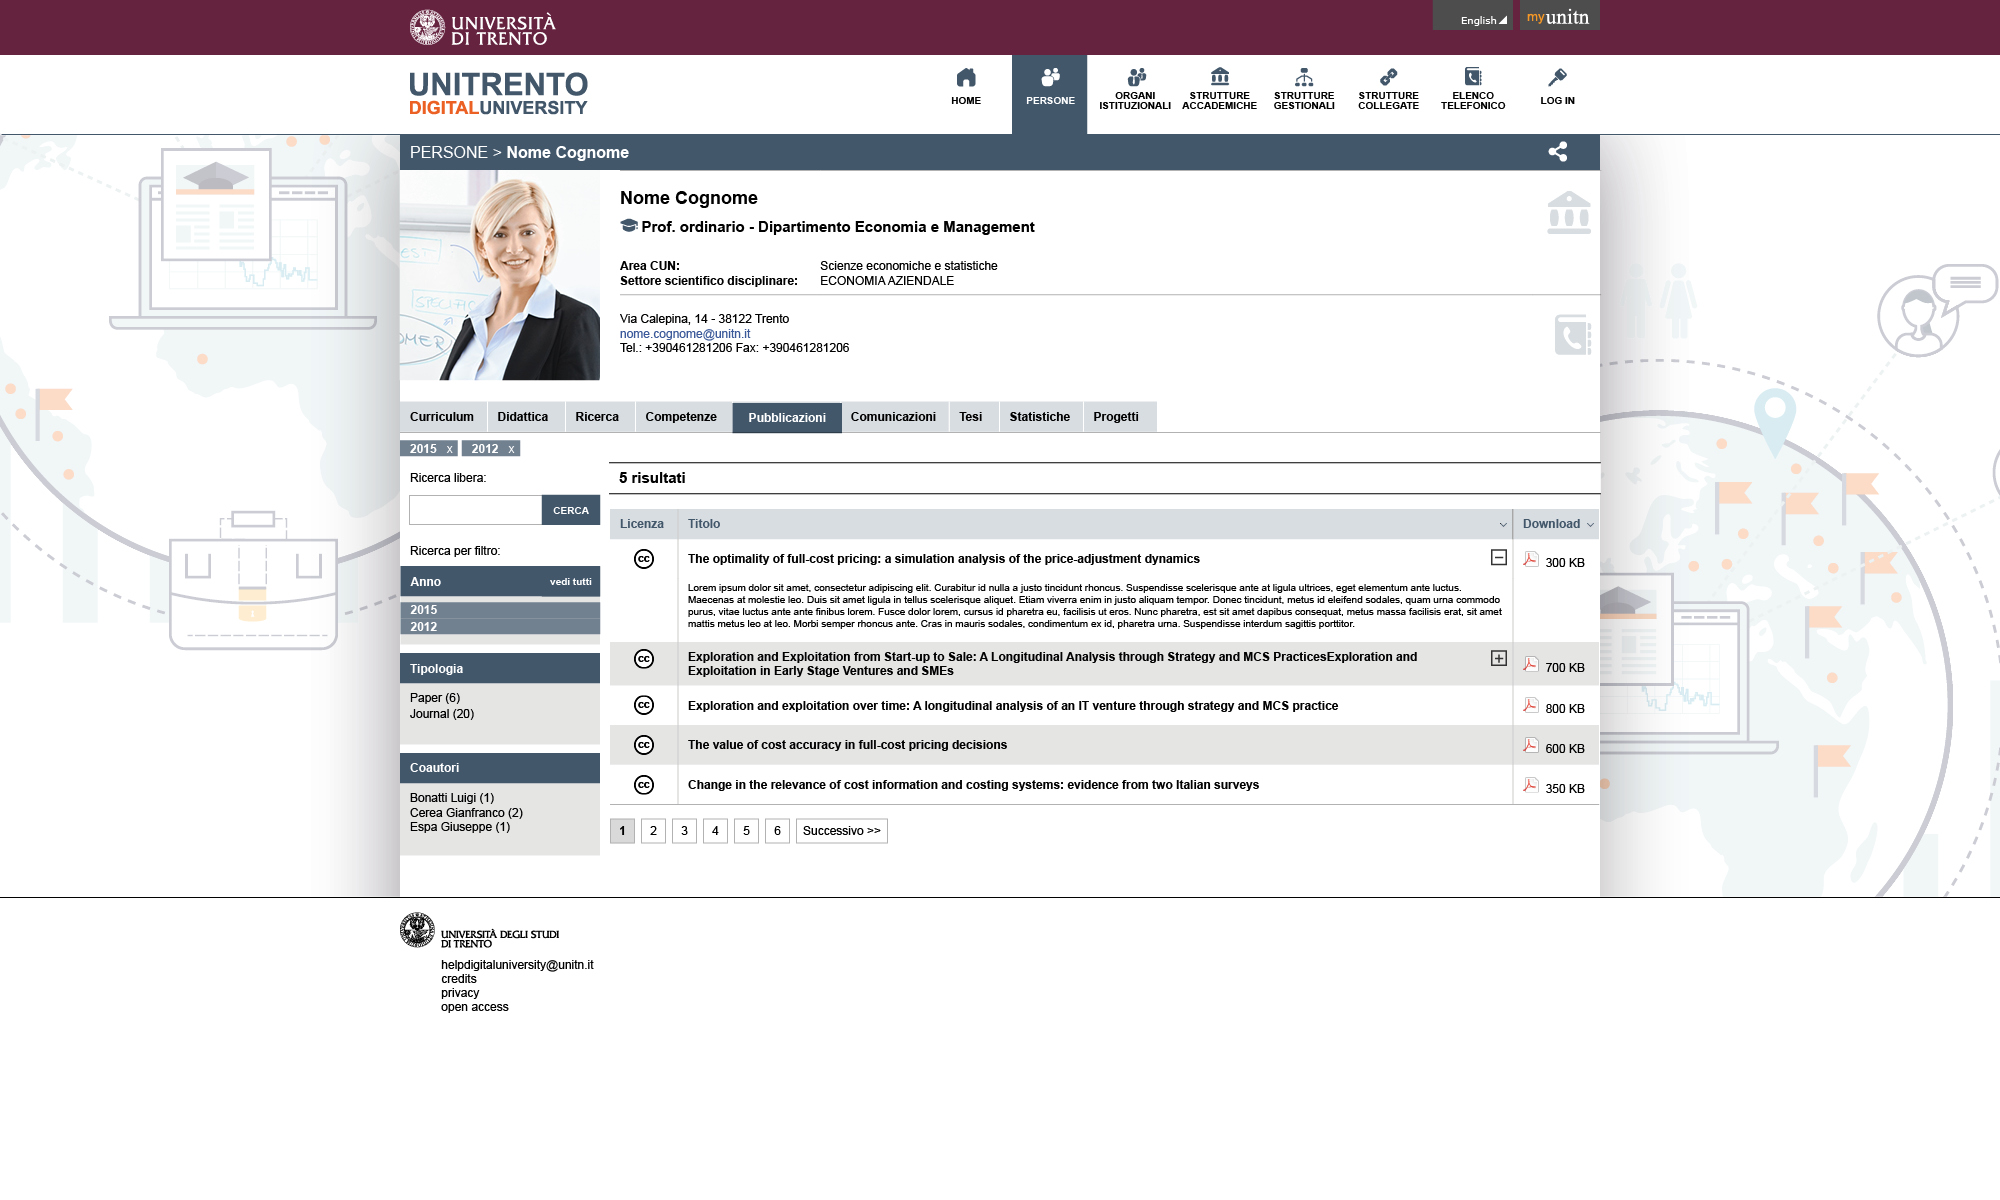 UNIVERSITÀ
DI TRENTO
English
myunitn
UNITRENTO
DIGITALUNIVERSITY
HOME
PERSONE
ORGANI
ISTITUZIONALI
STRUTTURE
ACCADEMICHE
STRUTTURE
GESTIONALI
STRUTTURE
COLLEGATE
ELENCO
TELEFONICO
LOG IN
PERSONE > Nome Cognome
Nome Cognome
Prof. ordinario - Dipartimento Economia e Management
Area CUN: Scienze economiche e statistiche
Settore scientifico disciplinare: ECONOMIA AZIENDALE
Via Calepina, 14 - 38122 Trento
nome.cognome@unitn.it
Tel.: +390461281206 Fax: +390461281206
Curriculum Didattica Ricerca Competenze Pubblicazioni Comunicazioni Tesi Statistiche Progetti
2015 x 2012 x
Ricerca libera:
CERCA
Ricerca per filtro:
Anno vedi tutti
2015
2012
Tipologia
Paper (6)
Journal (20)
Coautori
Bonatti Luigi (1)
Cerea Gianfranco (2)
Espa Giuseppe (1)
5 risultati
Licenza Titolo Download
cc The optimality of full-cost pricing: a simulation analysis of the price-adjustment dynamics 300 KB
Lorem ipsum dolor sit amet, consectetur adipiscing elit. Curabitur id nulla a justo tincidunt rhoncus. Suspendisse scelerisque ante at ligula ultrices, eget elementum ante luctus.
Maecenas at molestie leo. Duis sit amet ligula in tellus scelerisque aliquet. Etiam viverra enim in justo aliquam tempor. Donec tincidunt, metus id eleifend sodales, quam urna commodo
purus, vitae luctus ante ante finibus lorem. Fusce dolor lorem, cursus id pharetra eu, facilisis ut eros. Nunc pharetra, est sit amet dapibus consequat, metus massa facilisis erat, sit amet
mattis metus leo at leo. Morbi semper rhoncus ante. Cras in mauris sodales, condimentum ex id, pharetra urna. Suspendisse interdum sagittis porttitor.
cc Exploration and Exploitation from Start-up to Sale: A Longitudinal Analysis through Strategy and MCS PracticesExploration and
Exploitation in Early Stage Ventures and SMEs 700 KB
cc Exploration and exploitation over time: A longitudinal analysis of an IT venture through strategy and MCS practice 800 KB
cc The value of cost accuracy in full-cost pricing decisions 600 KB
cc Change in the relevance of cost information and costing systems: evidence from two Italian surveys 350 KB
1 2 3 4 5 6 Successivo >>
UNIVERSITÀ DEGLI STUDI
DI TRENTO
helpdigitaluniversity@unitn.it
credits
privacy
open access